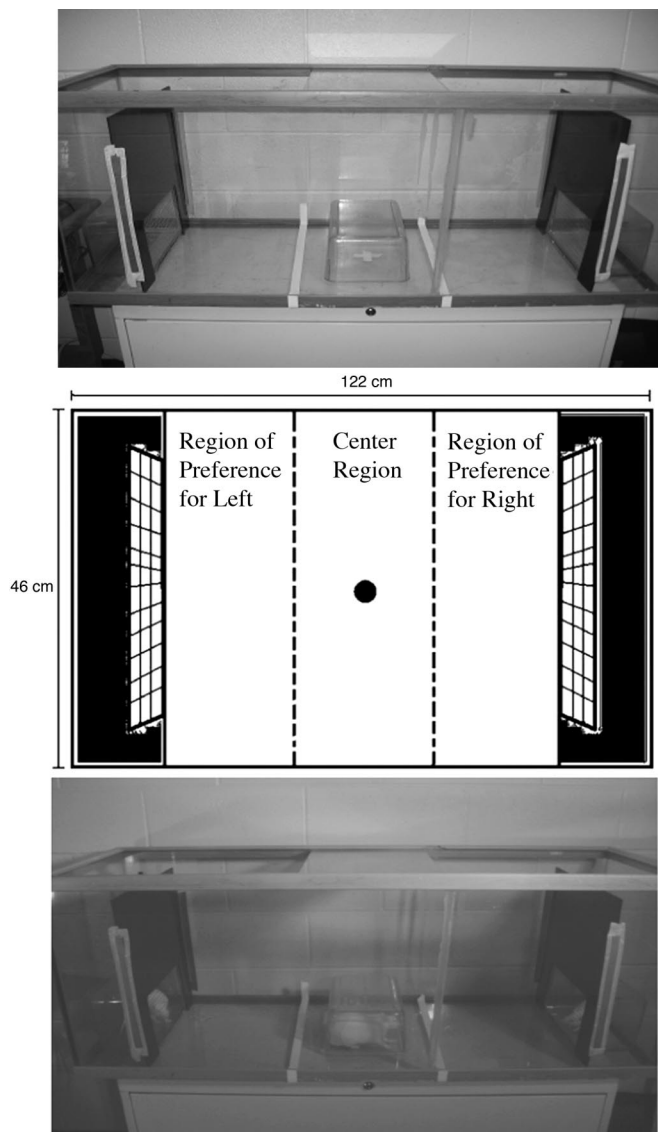 122 cm
Region of
Preference
for Left
Center
Region
Region of
Preference
for Right
46 cm